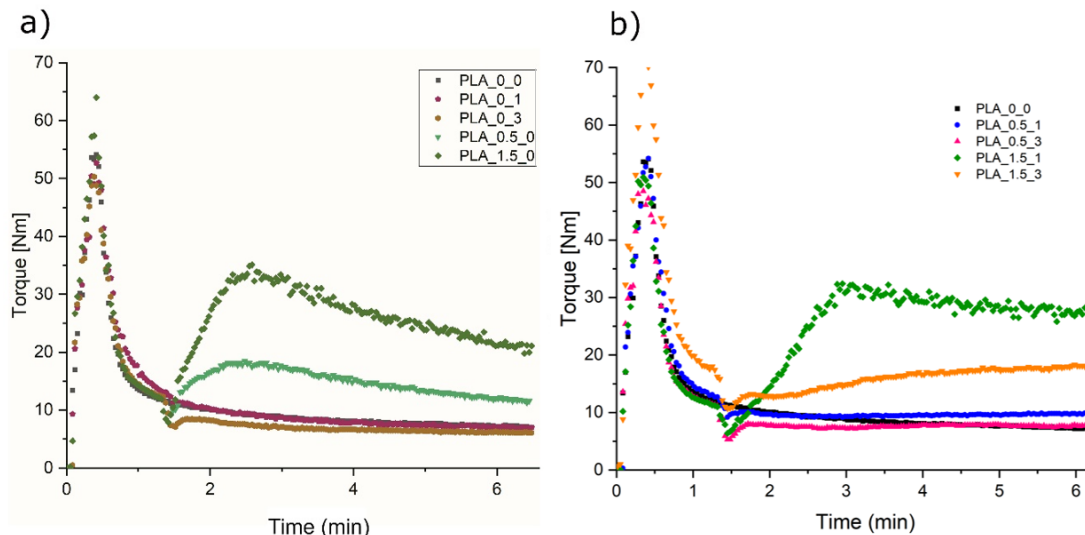 a)
70
60
50
40
30
20
10
0
Torque [Nm]
PLA_0_0
PLA_0_1
PLA_0_3
PLA_0.5_0
PLA_1.5_0
0
2
4
6
Time (min)
b)
70
60
50
40
30
20
10
0
Torque [Nm]
PLA_0_0
PLA_0.5_1
PLA_0.5_3
PLA_1.5_1
PLA_1.5_3
0
1
2
3
4
5
6
Time (min)